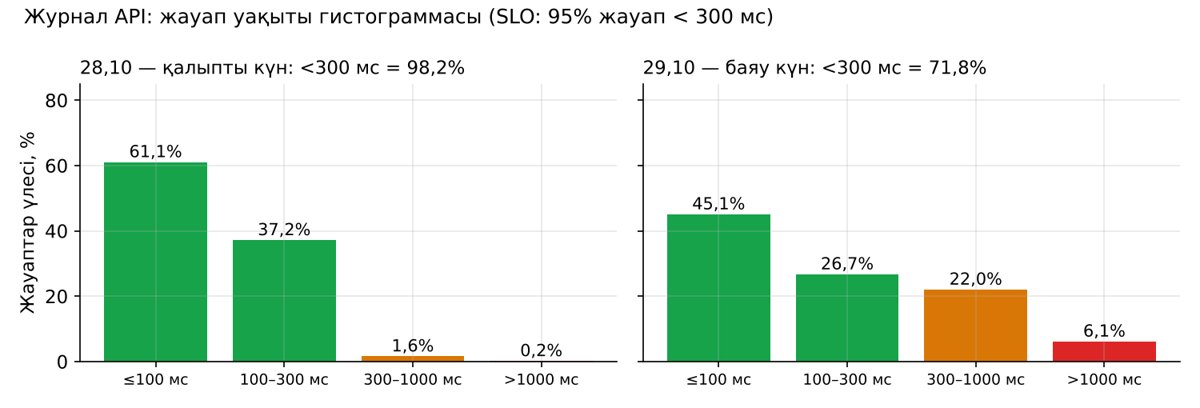 Журнал API: жауап уақыты гистограммасы (SLO: 95% жауап < 300 мс)
28,10 — қалыпты күн: <300 мс = 98,2%
Жауаптар үлесі, %
80
60
40
20
0
61,1%
37,2%
1,6%
0,2%
≤100 мс
100–300 мс
300–1000 мс
>1000 мс
29,10 — баяу күн: <300 мс = 71,8%
45,1%
26,7%
22,0%
6,1%
≤100 мс
100–300 мс
300–1000 мс
>1000 мс